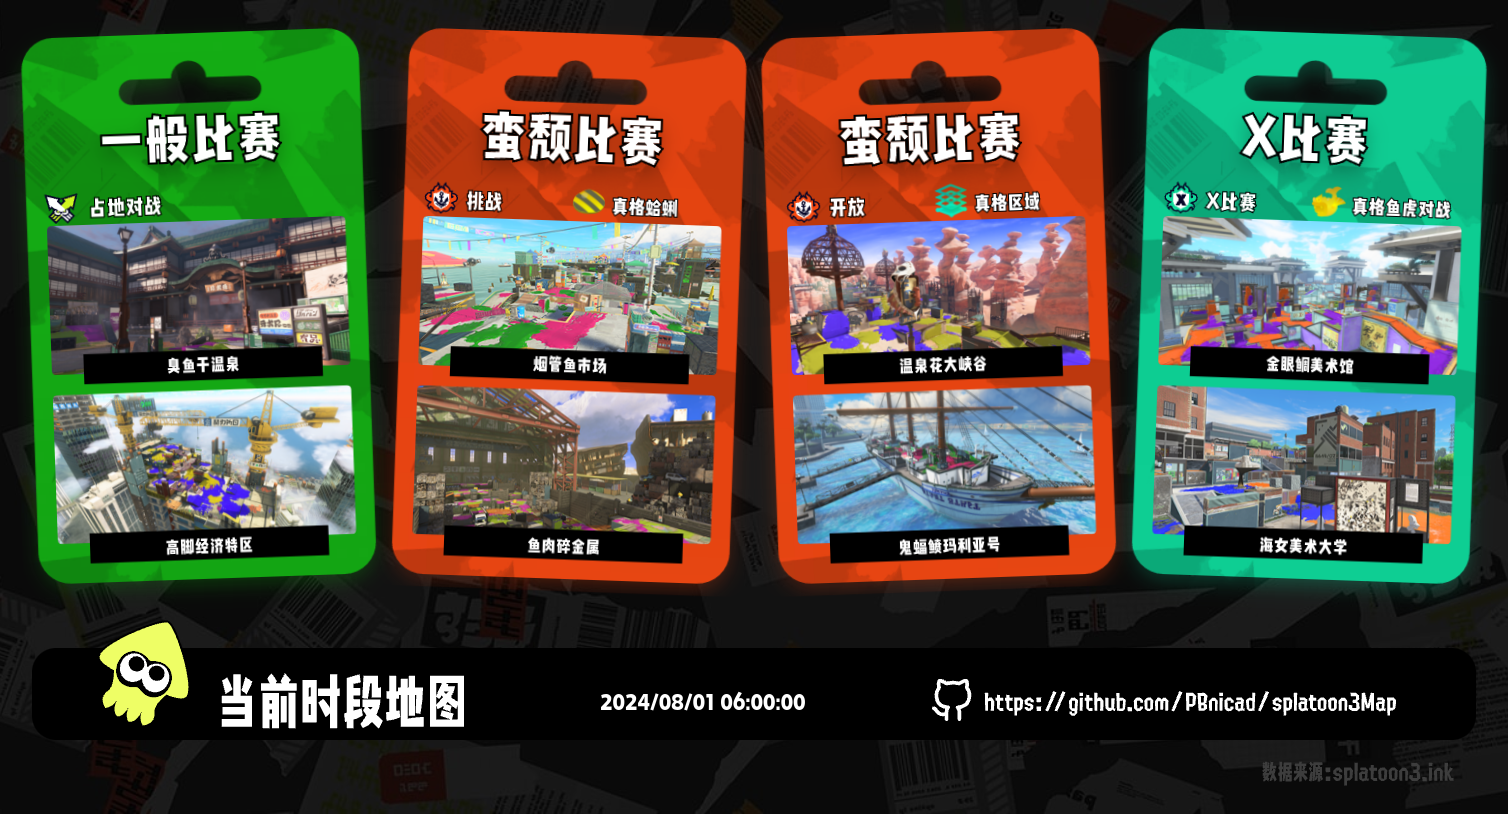 一般比赛
占地对战
臭鱼干温泉
高脚经济特区
蛮颓比赛
挑战
真格蛤蜊
烟管鱼市场
鱼肉碎金属
蛮颓比赛
开放
真格区域
温泉花大峡谷
鬼蝠鲼玛利亚号
X比赛
X比赛
真格鱼虎对战
金眼鲷美术馆
海女美术大学
当前时段地图
2024/08/01 06:00:00
https://github.com/PBnicad/splatoon3Map
数据来源:splatoon3.ink